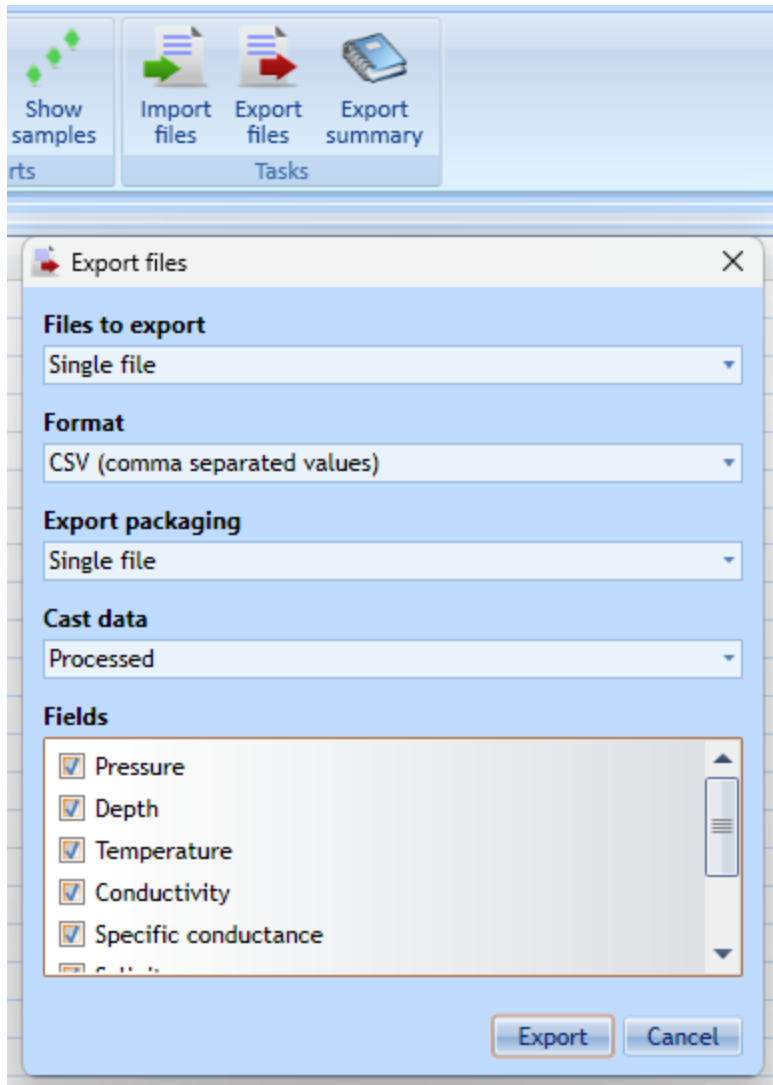 Show
samples
Import
files
Export
files
Export
summary
rts
Tasks
Export files
Files to export
Single file
Format
CSV (comma separated values)
Export packaging
Single file
Cast data
Processed
Fields
Pressure
Depth
Temperature
Conductivity
Specific conductance
Export
Cancel